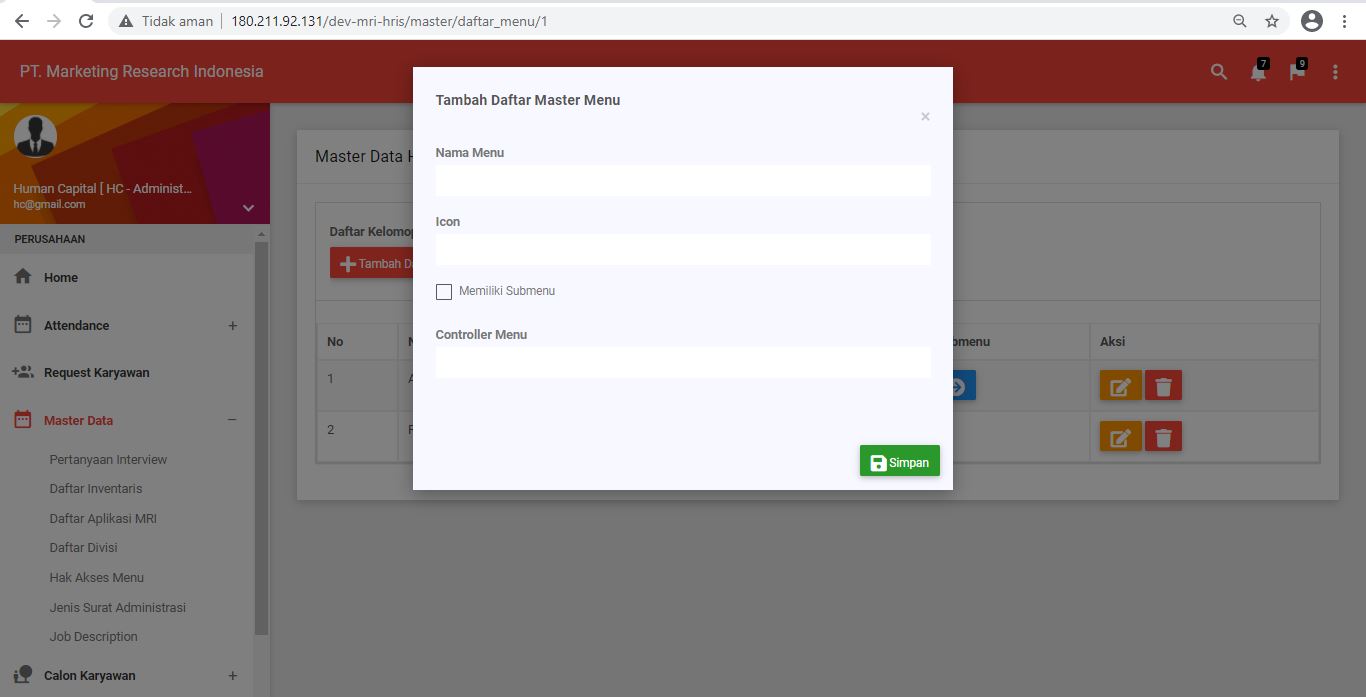 Tidak aman
180.211.92.131/dev-mri-hris/master/daftar_menu/1
PT. Marketing Research Indonesia
7
9
Human Capital [ HC - Administ...
hc@gmail.com
PERUSAHAAN
Home
Attendance +
Request Karyawan
Master Data −
Pertanyaan Interview
Daftar Inventaris
Daftar Aplikasi MRI
Daftar Divisi
Hak Akses Menu
Jenis Surat Administrasi
Job Description
Calon Karyawan +
Master Data
Daftar
Tambah
No
Aksi
1
2
Tambah Daftar Master Menu
×
Nama Menu
Icon
Memiliki Submenu
Controller Menu
Simpan